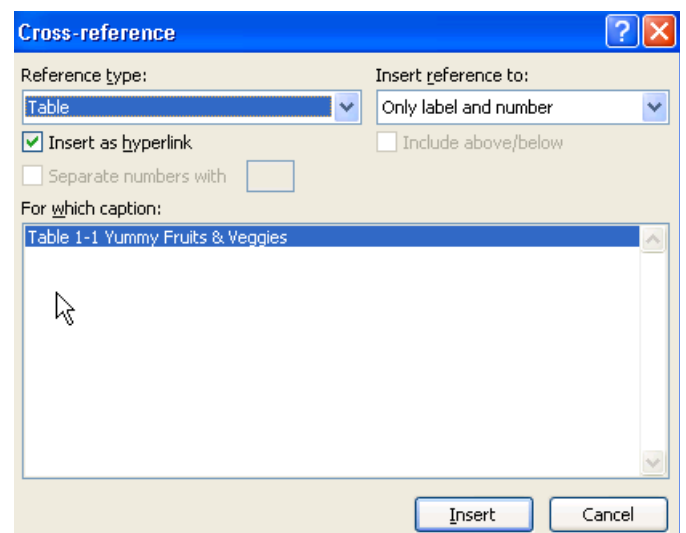 Cross-reference
Reference type:
Insert reference to:
Table
Only label and number
Insert as hyperlink
Include above/below
Separate numbers with
For which caption:
Table 1-1 Yummy Fruits & Veggies
Insert
Cancel